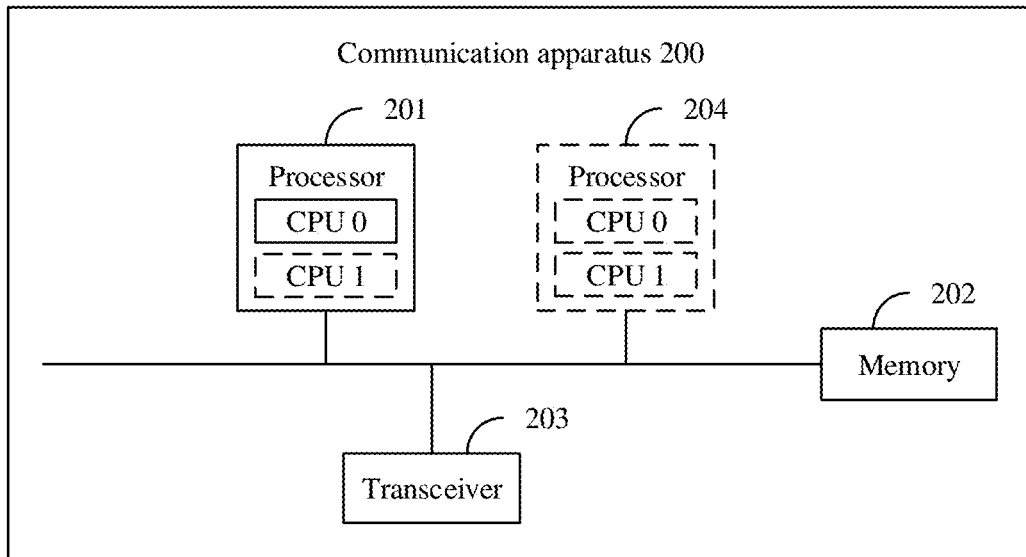 Communication apparatus 200
201
204
Processor
CPU 0
CPU 1
Processor
CPU 0
CPU 1
202
Memory
203
Transceiver